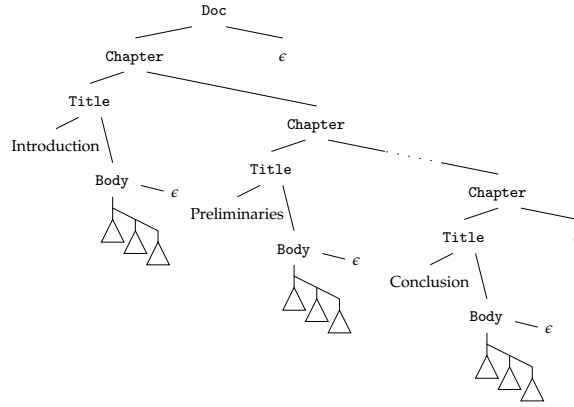 Doc
Chapter ϵ
Title
Chapter
Introduction
Title
Body ϵ
Chapter
Preliminaries
Title
Body ϵ
Conclusion
Body ϵ